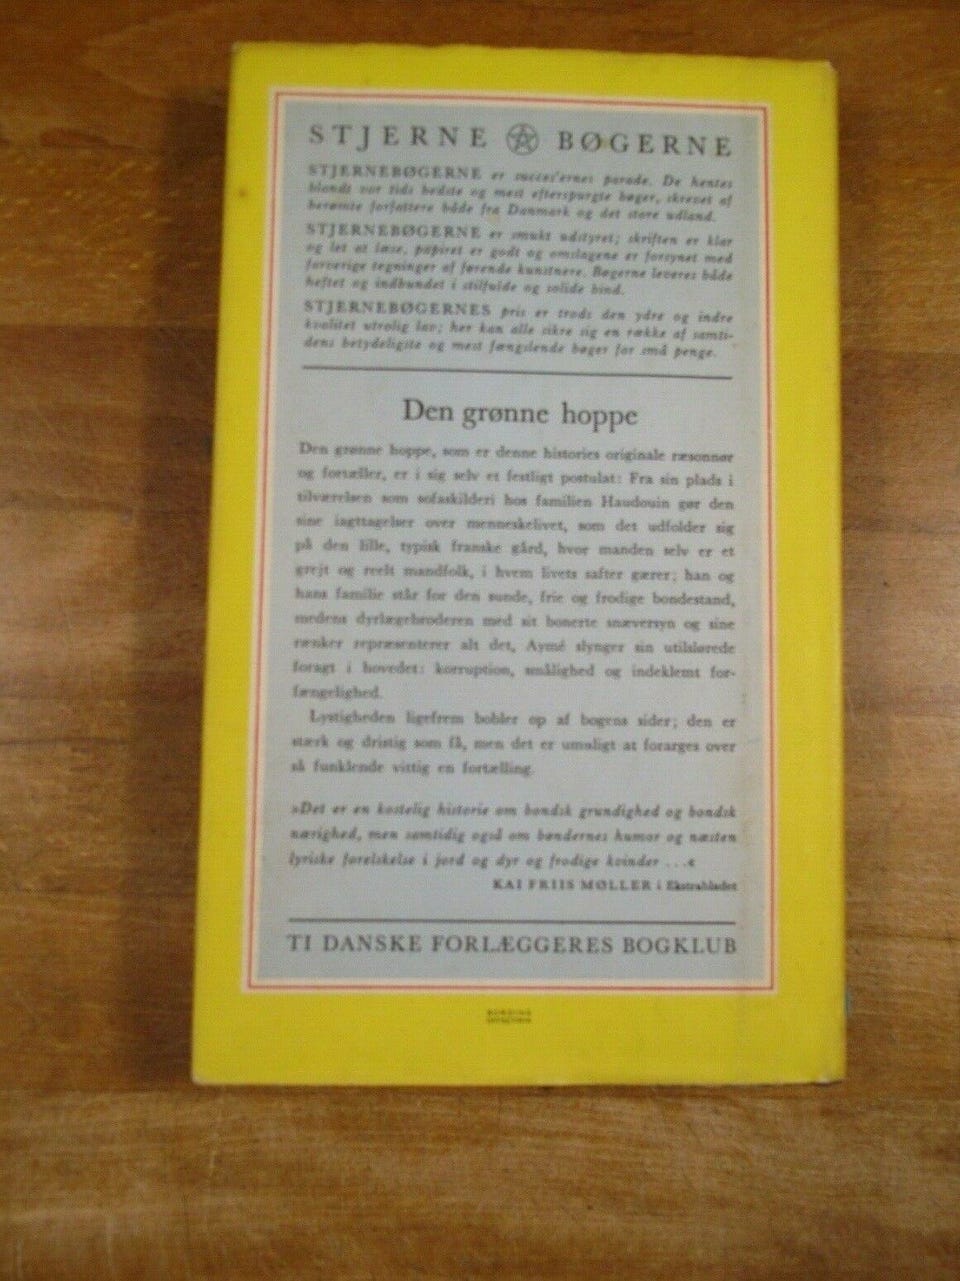 STJERNE BØGERNE
STJERNEBØGERNE er succes'ernes parade. De hentes
blandt vor tids bedste og mest efterspurgte bøger, skrevet af
berømte forfattere både fra Danmark og det store udland.
STJERNEBØGERNE er smukt udstyret; skriften er klar
og let at læse, papiret er godt og omslagene er forsynet med
farverige tegninger af førende kunstnere. Bøgerne leveres både
heftet og indbundet i stilfulde og solide bind.
STJERNEBØGERNES pris er trods den ydre og indre
kvalitet utrolig lav; her kan alle sikre sig en række af samti-
dens betydeligste og mest fængslende bøger for små penge.
Den grønne hoppe
Den grønne hoppe, som er denne histories originale ræsonnør
og fortæller, er i sig selv et festligt postulat: Fra sin plads i
tilværelsen som sofaskilderi hos familien Haudouin gør den
sine iagttagelser over menneskelivet, som det udfolder sig
på den lille, typisk franske gård, hvor manden selv er et
grejt og reelt mandfolk, i hvem livets safter gærer; han og
hans familie står for den sunde, frie og frodige bondestand,
medens dyrlægebroderen med sit bonerte snæversyn og sine
rænker repræsenterer alt det, Aymé slynger sin utilslørede
foragt i hovedet: korruption, smålighed og indeklemt for-
fængelighed.
Lystigheden ligefrem bobler op af bogens sider; den er
stærk og dristig som få, men det er umuligt at forarges over
så funklende vittig en fortælling.
»Det er en kostelig historie om bondsk grundighed og bondsk
nærighed, men samtidig også om bøndernes humor og næsten
lyriske forelskelse i jord og dyr og frodige kvinder ...«
KAI FRIIS MØLLER i Ekstrabladet
TI DANSKE FORLÆGGERES BOGKLUB